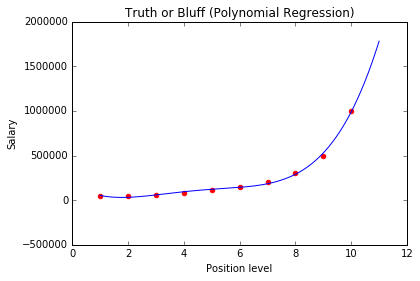 Truth or Bluff (Polynomial Regression)
2000000
1500000
1000000
500000
0
−500000
Salary
0 2 4 6 8 10 12
Position level